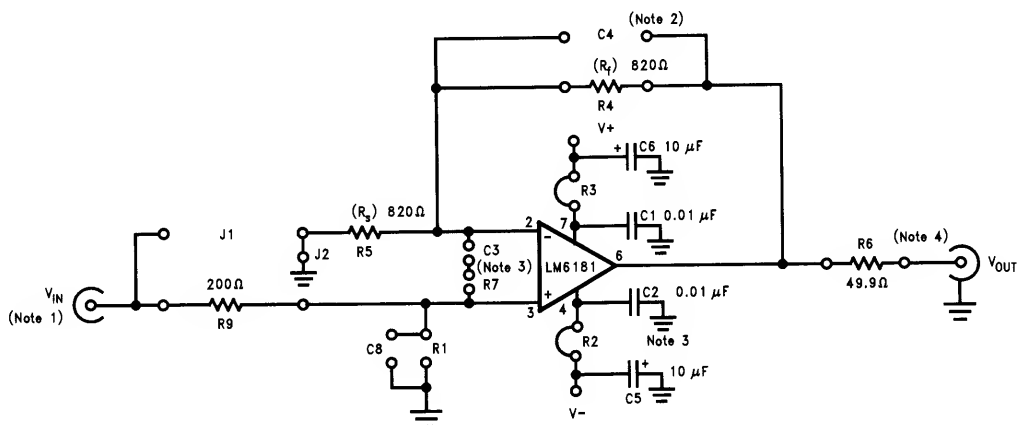 C4 (Note 2)
(Rf) 820Ω
R4
V+
+ C6 10 μF
R3
(Rs) 820Ω
7 C1 0.01 μF
J1
2
R5
J2
C3
(Note 3)
R7
−
LM6181
+
6
R6 (Note 4)
49.9Ω
VOUT
VIN
(Note 1)
200Ω
R9
3
4
C2 0.01 μF
Note 3
C8 R1
R2
+ 10 μF
C5
V−